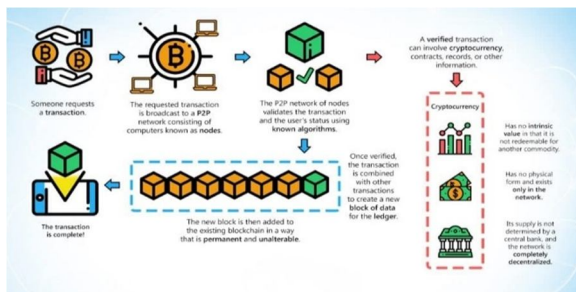 Someone requests
a transaction.
The requested transaction
is broadcast to a P2P
network consisting of
computers known as nodes.
The P2P network of nodes
validates the transaction
and the user's status using
known algorithms.
A verified transaction
can involve cryptocurrency,
contracts, records, or other
information.
Cryptocurrency
Has no intrinsic
value in that it is
not redeemable for
another commodity.
Has no physical
form and exists
only in the
network.
Its supply is not
determined by a
central bank, and
the network is
completely
decentralized.
Once verified,
the transaction
is combined
with other
transactions
to create a new
block of data
for the ledger.
The new block is then added to
the existing blockchain in a way
that is permanent and unalterable.
The transaction
is complete!